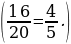 (16/20 = 4/5.)